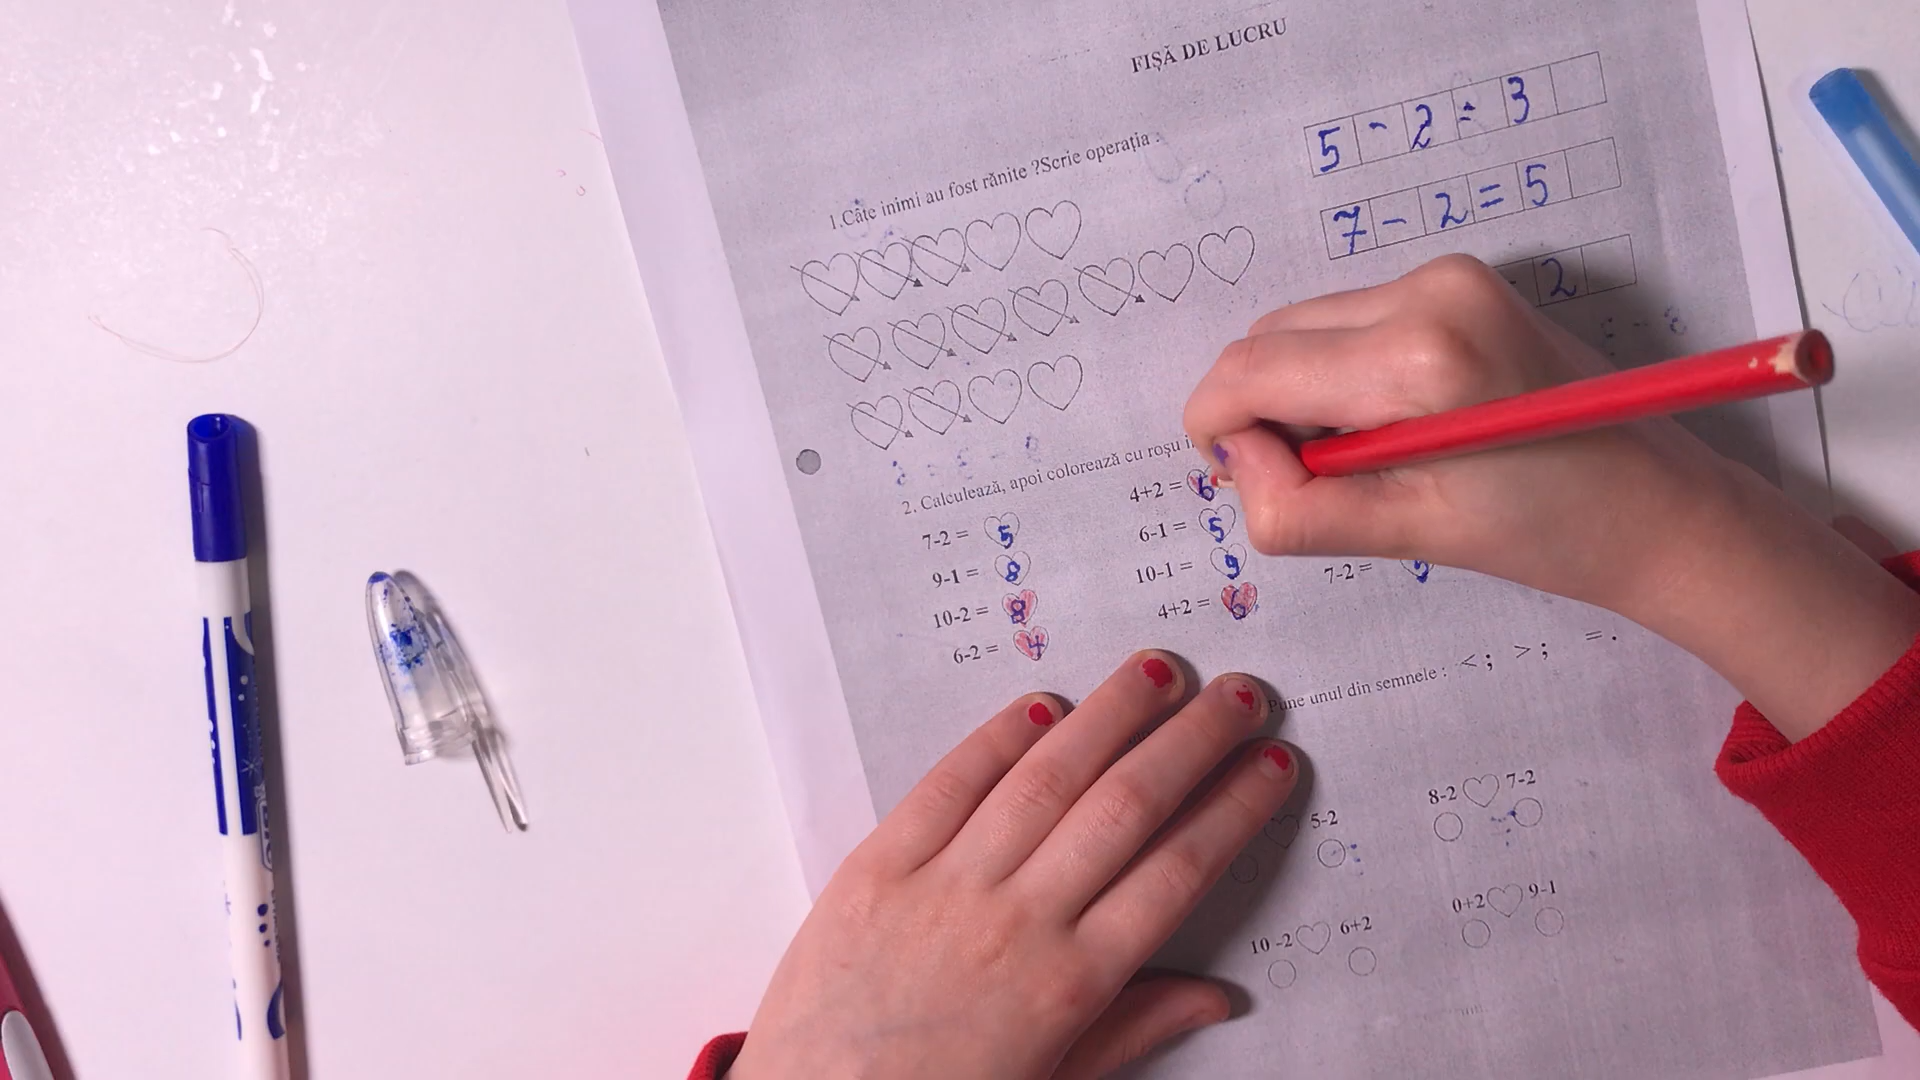 FIȘĂ DE LUCRU
1.Câte inimi au fost rănite ?Scrie operația :
5 - 2 = 3
7 - 2 = 5
2
2. Calculează, apoi colorează cu roșu
7-2 = 5
9-1 = 8
10-2 = 8
6-2 = 4
4+2 = 6
6-1 = 5
10-1 = 9
4+2 = 6
7-2 = 5
Pune unul din semnele : < ; > ; = .
5-2
8-2 7-2
10 -2 6+2
0+2 9-1